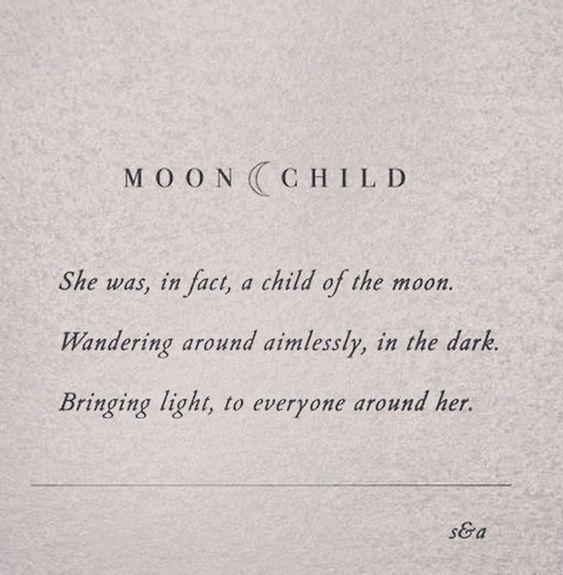 MOON CHILD
She was, in fact, a child of the moon.
Wandering around aimlessly, in the dark.
Bringing light, to everyone around her.
s&a